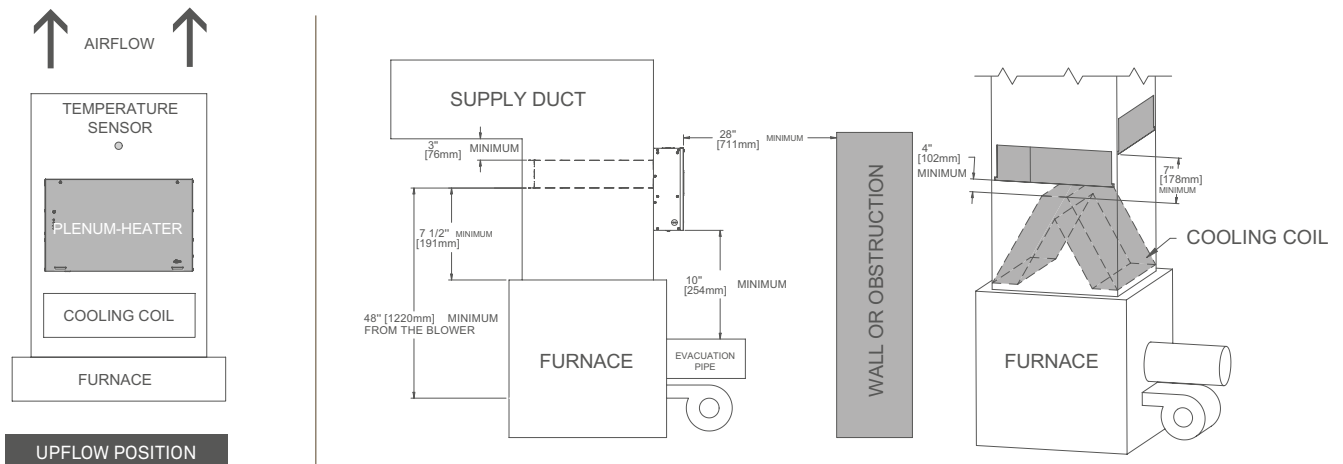 AIRFLOW
TEMPERATURE
SENSOR
PLENUM-HEATER
COOLING COIL
FURNACE
UPFLOW POSITION
SUPPLY DUCT
3"
[76mm]
MINIMUM
28"
[711mm]
MINIMUM
7 1/2" MINIMUM
[191mm]
10"
[254mm]
MINIMUM
48" [1220mm] MINIMUM
FROM THE BLOWER
FURNACE
EVACUATION
PIPE
WALL OR OBSTRUCTION
4"
[102mm]
MINIMUM
7"
[178mm]
MINIMUM
COOLING COIL
FURNACE